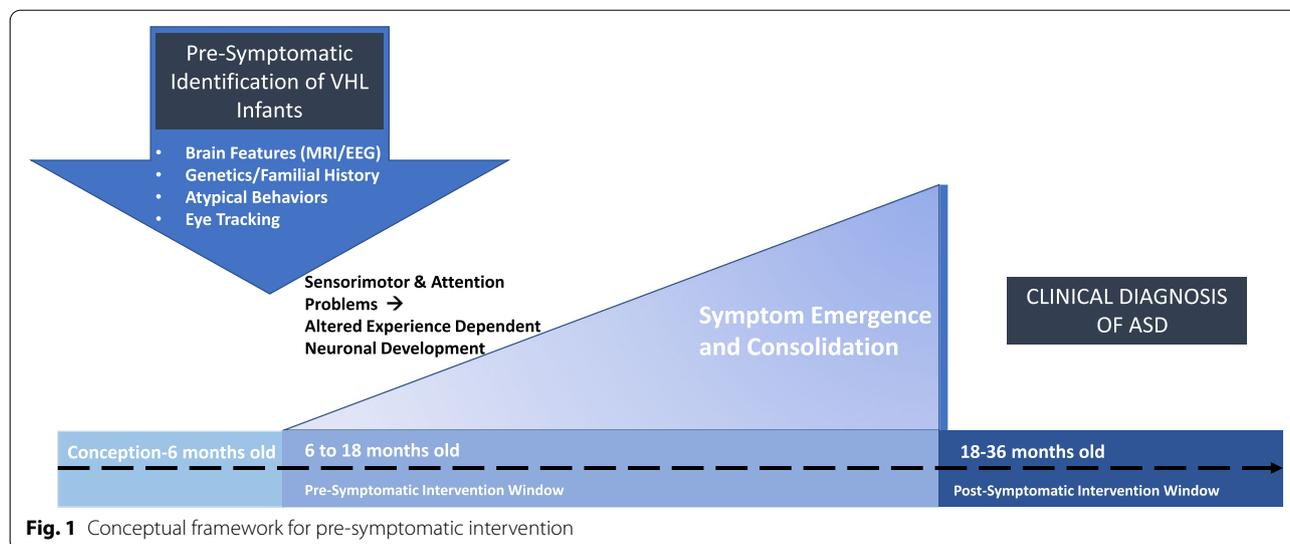 Pre-Symptomatic
Identification of VHL
Infants
• Brain Features (MRI/EEG)
• Genetics/Familial History
• Atypical Behaviors
• Eye Tracking
Sensorimotor & Attention
Problems →
Altered Experience Dependent
Neuronal Development
Symptom Emergence
and Consolidation
CLINICAL DIAGNOSIS
OF ASD
Conception-6 months old
6 to 18 months old
Pre-Symptomatic Intervention Window
18-36 months old
Post-Symptomatic Intervention Window
Fig. 1 Conceptual framework for pre-symptomatic intervention